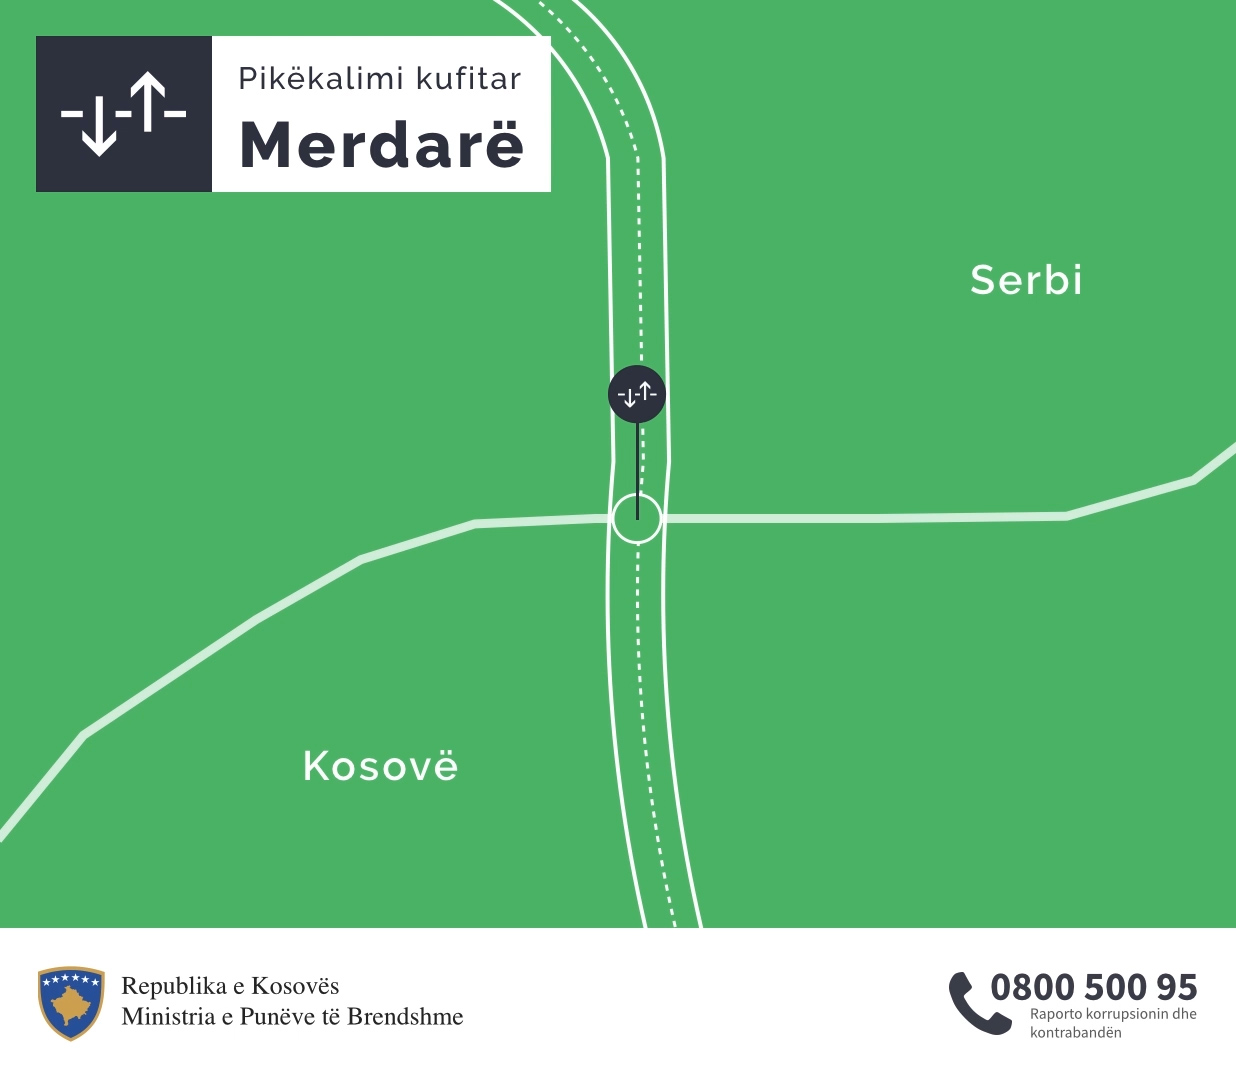 Pikëkalimi kufitar
Merdarë
Serbi
Kosovë
Republika e Kosovës
Ministria e Punëve të Brendshme
0800 500 95
Raporto korrupsionin dhe
kontrabandën